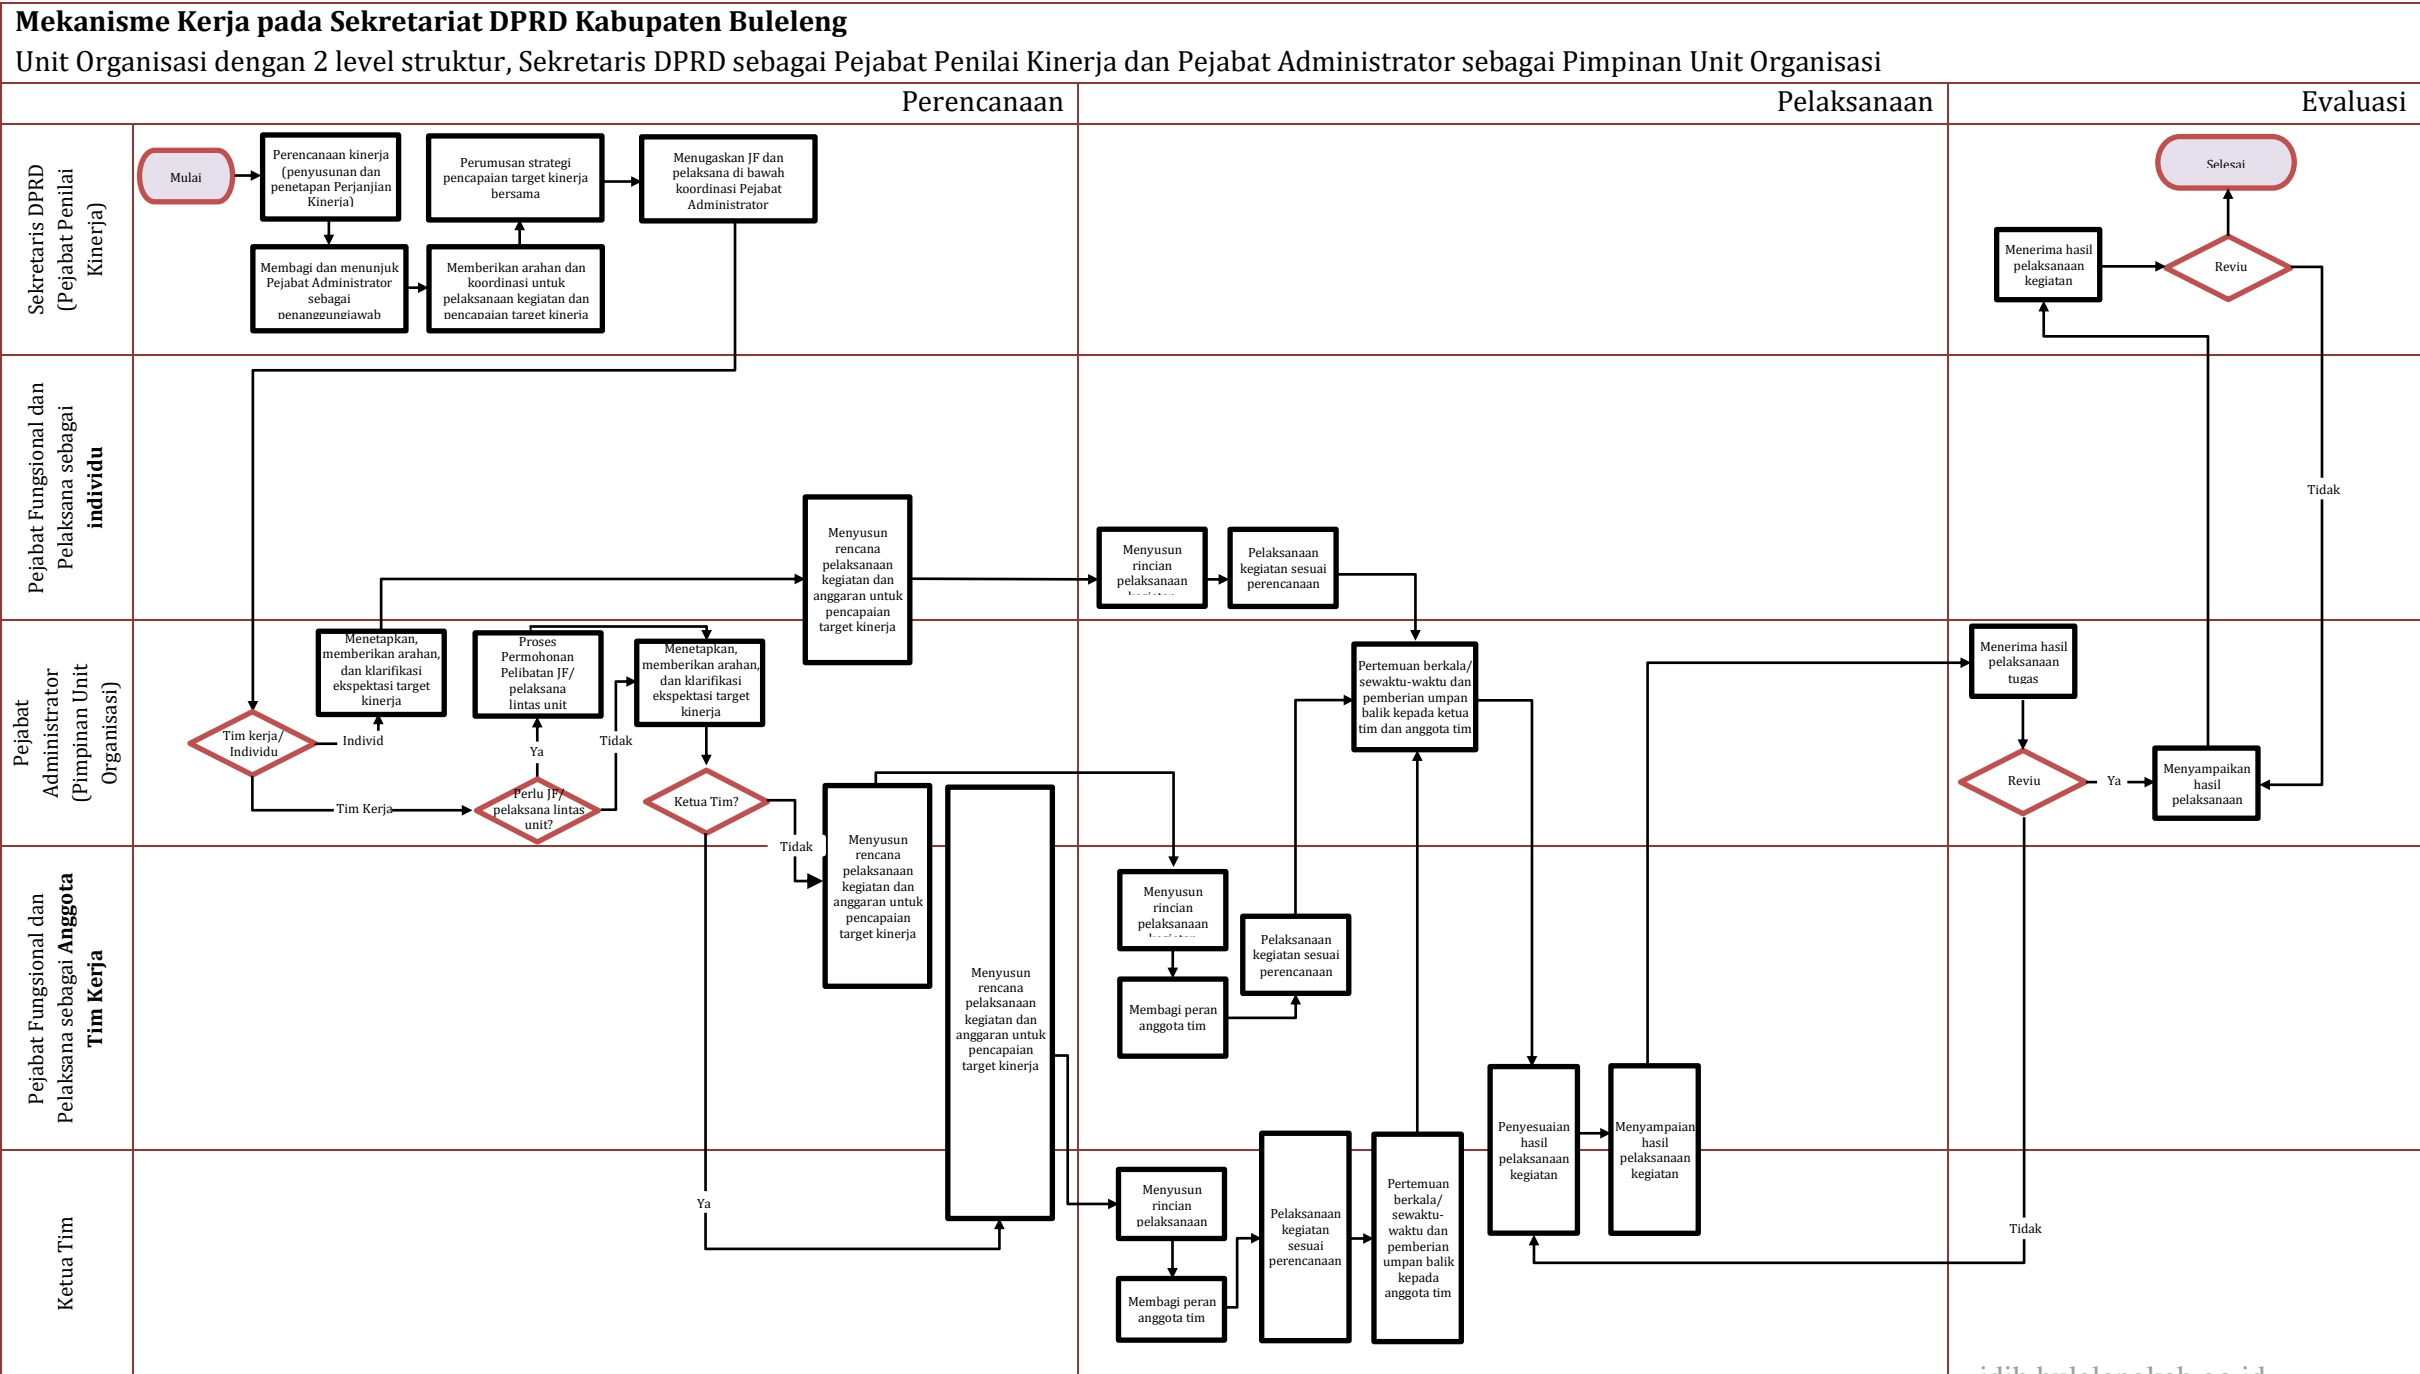 Mekanisme Kerja pada Sekretariat DPRD Kabupaten Buleleng
Unit Organisasi dengan 2 level struktur, Sekretaris DPRD sebagai Pejabat Penilai Kinerja dan Pejabat Administrator sebagai Pimpinan Unit Organisasi
Perencanaan
Pelaksanaan
Evaluasi
Sekretaris DPRD
(Pejabat Penilai
Kinerja)
Mulai
Perencanaan kinerja
(penyusunan dan
penetapan Perjanjian
Kinerja)
Membagi dan menunjuk
Pejabat Administrator
sebagai
penanggungjawab
Memberikan arahan dan
koordinasi untuk
pelaksanaan kegiatan dan
pencapaian target kinerja
Perumusan strategi
pencapaian target kinerja
bersama
Menugaskan JF dan
pelaksana di bawah
koordinasi Pejabat
Administrator
Menerima hasil
pelaksanaan
kegiatan
Reviu
Selesai
Tidak
Pejabat Fungsional dan
Pelaksana sebagai
individu
Menyusun
rencana
pelaksanaan
kegiatan dan
anggaran untuk
pencapaian
target kinerja
Menyusun
rincian
pelaksanaan
Pelaksanaan
kegiatan sesuai
perencanaan
Pejabat
Administrator
(Pimpinan Unit
Organisasi)
Tim kerja/
Individu
Individ
Tim Kerja
Menetapkan,
memberikan arahan,
dan klarifikasi
ekspektasi target
kinerja
Proses
Permohonan
Pelibatan JF/
pelaksana
lintas unit
Ya
Tidak
Perlu JF/
pelaksana lintas
unit?
Menetapkan,
memberikan arahan,
dan klarifikasi
ekspektasi target
kinerja
Ketua Tim?
Tidak
Pertemuan berkala/
sewaktu-waktu dan
pemberian umpan
balik kepada ketua
tim dan anggota tim
Menerima hasil
pelaksanaan
tugas
Reviu
Ya
Menyampaikan
hasil
pelaksanaan
Pejabat Fungsional dan
Pelaksana sebagai Anggota
Tim Kerja
Menyusun
rencana
pelaksanaan
kegiatan dan
anggaran untuk
pencapaian
target kinerja
Menyusun
rencana
pelaksanaan
kegiatan dan
anggaran untuk
pencapaian
target kinerja
Menyusun
rincian
pelaksanaan
Membagi peran
anggota tim
Pelaksanaan
kegiatan sesuai
perencanaan
Penyesuaian
hasil
pelaksanaan
kegiatan
Menyampaian
hasil
pelaksanaan
kegiatan
Ketua Tim
Ya
Menyusun
rincian
pelaksanaan
Membagi peran
anggota tim
Pelaksanaan
kegiatan
sesuai
perencanaan
Pertemuan
berkala/
sewaktu-
waktu dan
pemberian
umpan balik
kepada
anggota tim
Tidak